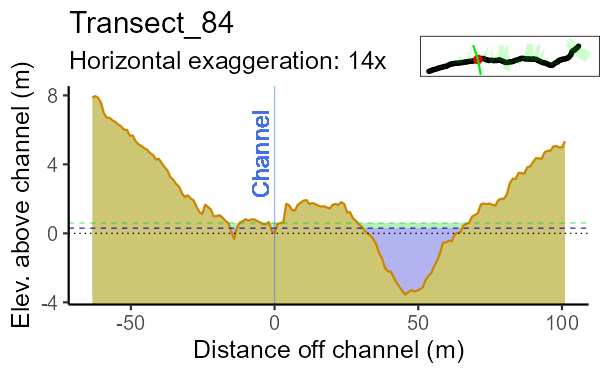 Transect_84
Horizontal exaggeration: 14x
Elev. above channel (m)
8
4
0
-4
Channel
-50
0
50
100
Distance off channel (m)